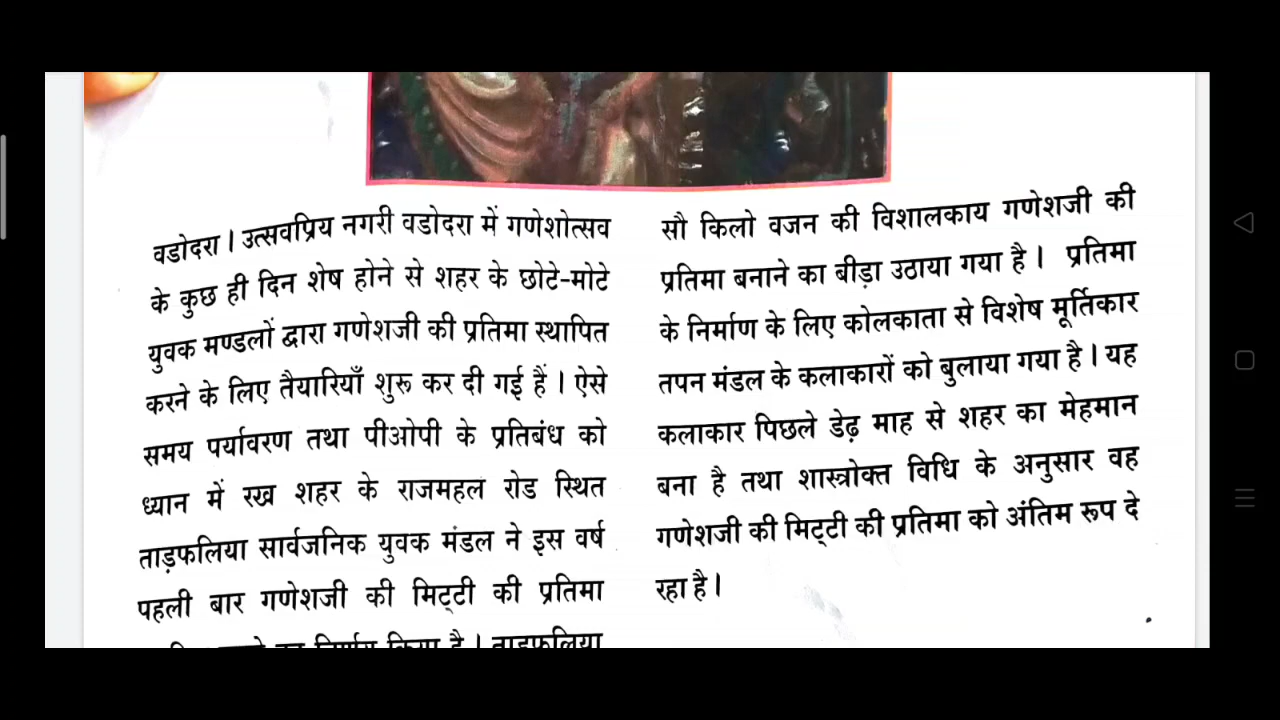 वडोदरा। उत्सवप्रिय नगरी वडोदरा में गणेशोत्सव
के कुछ ही दिन शेष होने से शहर के छोटे-मोटे
युवक मण्डलों द्वारा गणेशजी की प्रतिमा स्थापित
करने के लिए तैयारियाँ शुरू कर दी गई हैं। ऐसे
समय पर्यावरण तथा पीओपी के प्रतिबंध को
ध्यान में रख शहर के राजमहल रोड स्थित
ताड़फलिया सार्वजनिक युवक मंडल ने इस वर्ष
पहली बार गणेशजी की मिट्टी की प्रतिमा
का निर्णय किया है। ताड़फलिया
सौ किलो वजन की विशालकाय गणेशजी की
प्रतिमा बनाने का बीड़ा उठाया गया है। प्रतिमा
के निर्माण के लिए कोलकाता से विशेष मूर्तिकार
तपन मंडल के कलाकारों को बुलाया गया है। यह
कलाकार पिछले डेढ़ माह से शहर का मेहमान
बना है तथा शास्त्रोक्त विधि के अनुसार वह
गणेशजी की मिट्टी की प्रतिमा को अंतिम रूप दे
रहा है।